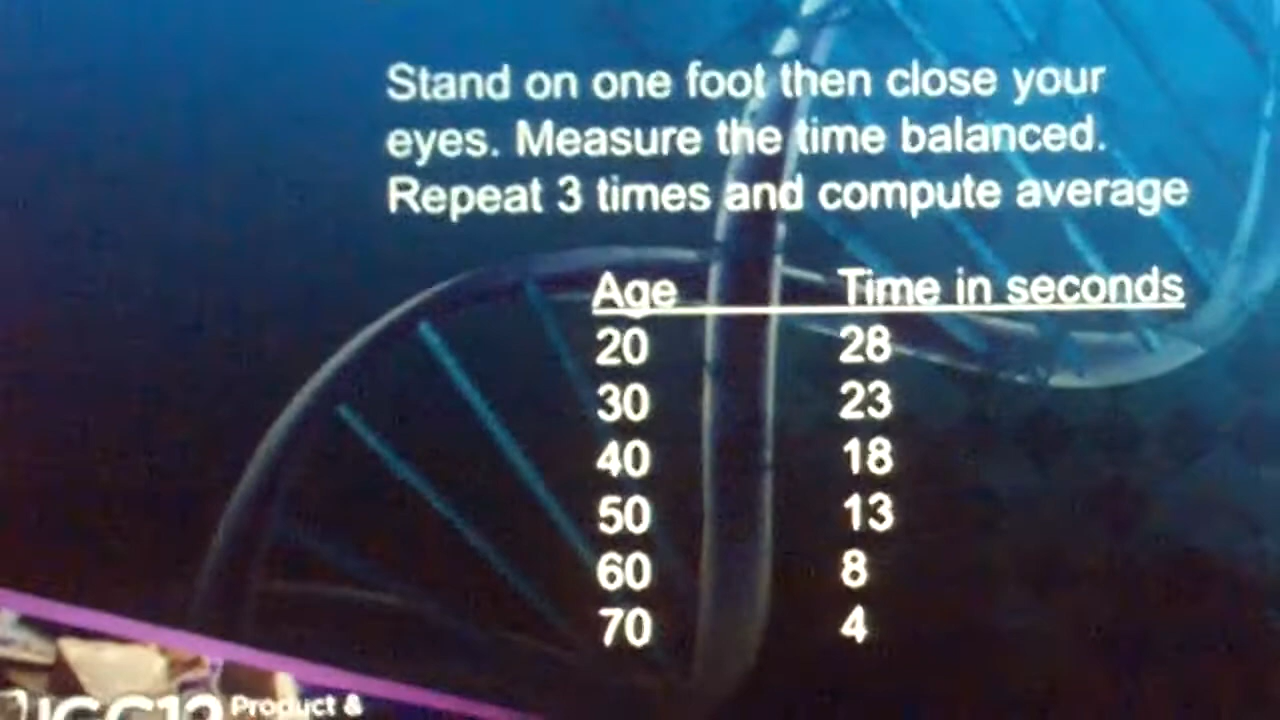 Stand on one foot then close your
eyes. Measure the time balanced.
Repeat 3 times and compute average
Age Time in seconds
20 28
30 23
40 18
50 13
60 8
70 4
Product &